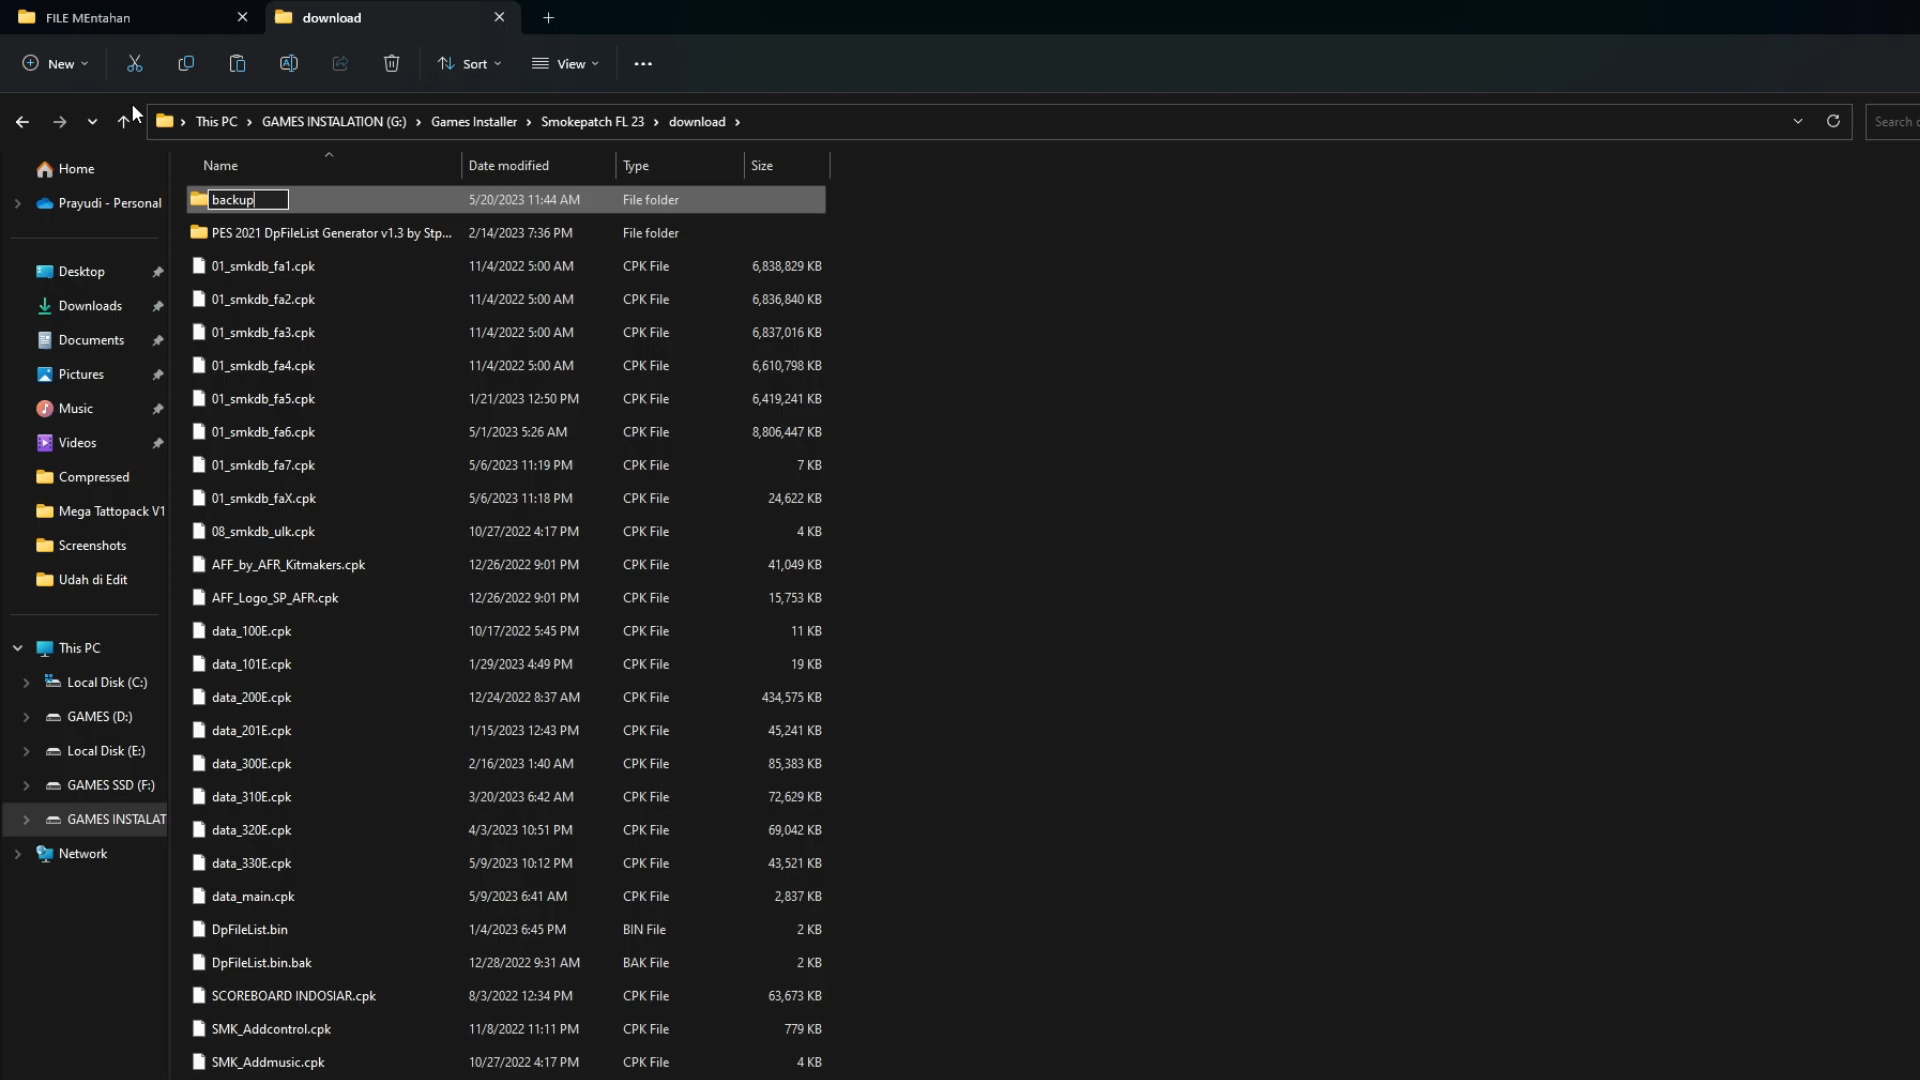 FILE MEntahan
download
New
Sort
View
This PC > GAMES INSTALATION (G:) > Games Installer > Smokepatch FL 23 > download >
Search
Name Date modified Type Size
Home
Prayudi - Personal
Desktop
Downloads
Documents
Pictures
Music
Videos
Compressed
Mega Tattopack V1
Screenshots
Udah di Edit
This PC
Local Disk (C:)
GAMES (D:)
Local Disk (E:)
GAMES SSD (F:)
GAMES INSTALAT
Network
backup 5/20/2023 11:44 AM File folder
PES 2021 DpFileList Generator v1.3 by Stp... 2/14/2023 7:36 PM File folder
01_smkdb_fa1.cpk 11/4/2022 5:00 AM CPK File 6,838,829 KB
01_smkdb_fa2.cpk 11/4/2022 5:00 AM CPK File 6,836,840 KB
01_smkdb_fa3.cpk 11/4/2022 5:00 AM CPK File 6,837,016 KB
01_smkdb_fa4.cpk 11/4/2022 5:00 AM CPK File 6,610,798 KB
01_smkdb_fa5.cpk 1/21/2023 12:50 PM CPK File 6,419,241 KB
01_smkdb_fa6.cpk 5/1/2023 5:26 AM CPK File 8,806,447 KB
01_smkdb_fa7.cpk 5/6/2023 11:19 PM CPK File 7 KB
01_smkdb_faX.cpk 5/6/2023 11:18 PM CPK File 24,622 KB
08_smkdb_ulk.cpk 10/27/2022 4:17 PM CPK File 4 KB
AFF_by_AFR_Kitmakers.cpk 12/26/2022 9:01 PM CPK File 41,049 KB
AFF_Logo_SP_AFR.cpk 12/26/2022 9:01 PM CPK File 15,753 KB
data_100E.cpk 10/17/2022 5:45 PM CPK File 11 KB
data_101E.cpk 1/29/2023 4:49 PM CPK File 19 KB
data_200E.cpk 12/24/2022 8:37 AM CPK File 434,575 KB
data_201E.cpk 1/15/2023 12:43 PM CPK File 45,241 KB
data_300E.cpk 2/16/2023 1:40 AM CPK File 85,383 KB
data_310E.cpk 3/20/2023 6:42 AM CPK File 72,629 KB
data_320E.cpk 4/3/2023 10:51 PM CPK File 69,042 KB
data_330E.cpk 5/9/2023 10:12 PM CPK File 43,521 KB
data_main.cpk 5/9/2023 6:41 AM CPK File 2,837 KB
DpFileList.bin 1/4/2023 6:45 PM BIN File 2 KB
DpFileList.bin.bak 12/28/2022 9:31 AM BAK File 2 KB
SCOREBOARD INDOSIAR.cpk 8/3/2022 12:34 PM CPK File 63,673 KB
SMK_Addcontrol.cpk 11/8/2022 11:11 PM CPK File 779 KB
SMK_Addmusic.cpk 10/27/2022 4:17 PM CPK File 4 KB